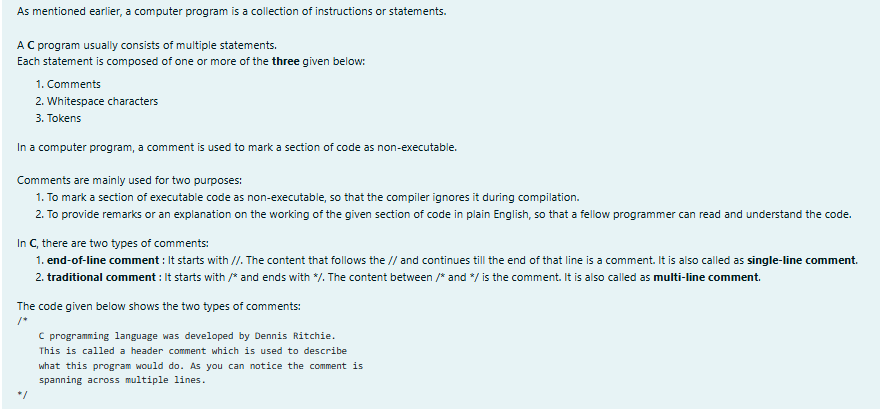 As mentioned earlier, a computer program is a collection of instructions or statements.
A C program usually consists of multiple statements.
Each statement is composed of one or more of the three given below:
1. Comments
2. Whitespace characters
3. Tokens
In a computer program, a comment is used to mark a section of code as non-executable.
Comments are mainly used for two purposes:
1. To mark a section of executable code as non-executable, so that the compiler ignores it during compilation.
2. To provide remarks or an explanation on the working of the given section of code in plain English, so that a fellow programmer can read and understand the code.
In C, there are two types of comments:
1. end-of-line comment : It starts with //. The content that follows the // and continues till the end of that line is a comment. It is also called as single-line comment.
2. traditional comment : It starts with /* and ends with */. The content between /* and */ is the comment. It is also called as multi-line comment.
The code given below shows the two types of comments:
/*
C programming language was developed by Dennis Ritchie.
This is called a header comment which is used to describe
what this program would do. As you can notice the comment is
spanning across multiple lines.
*/